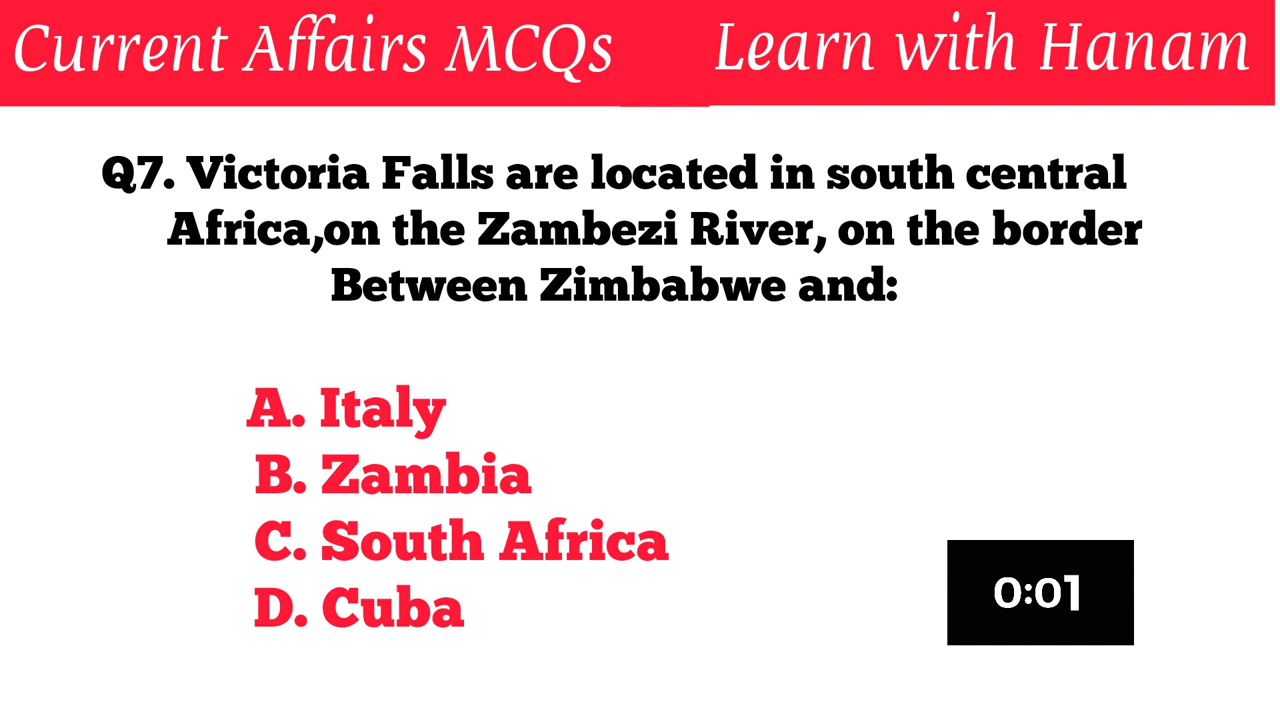 Current Affairs MCQs
Learn with Hanam
Q7. Victoria Falls are located in south central
Africa,on the Zambezi River, on the border
Between Zimbabwe and:
A. Italy
B. Zambia
C. South Africa
D. Cuba
0:01